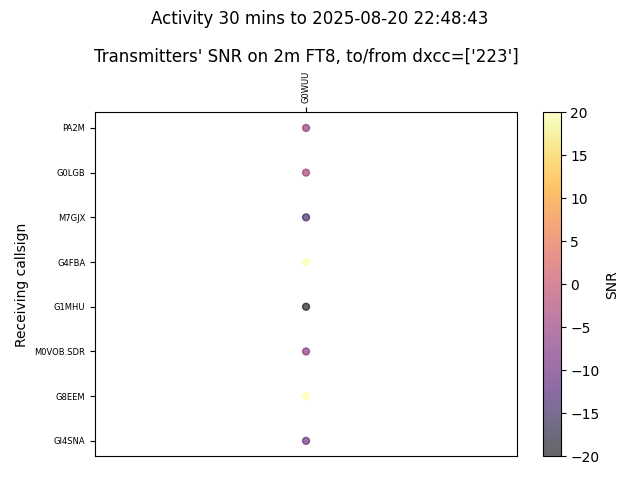 Activity 30 mins to 2025-08-20 22:48:43
Transmitters' SNR on 2m FT8, to/from dxcc=['223']
G0WUU
PA2M
G0LGB
M7GJX
G4FBA
G1MHU
M0VOB.SDR
G8EEM
GI4SNA
Receiving callsign
20
15
10
5
0
−5
−10
−15
−20
SNR